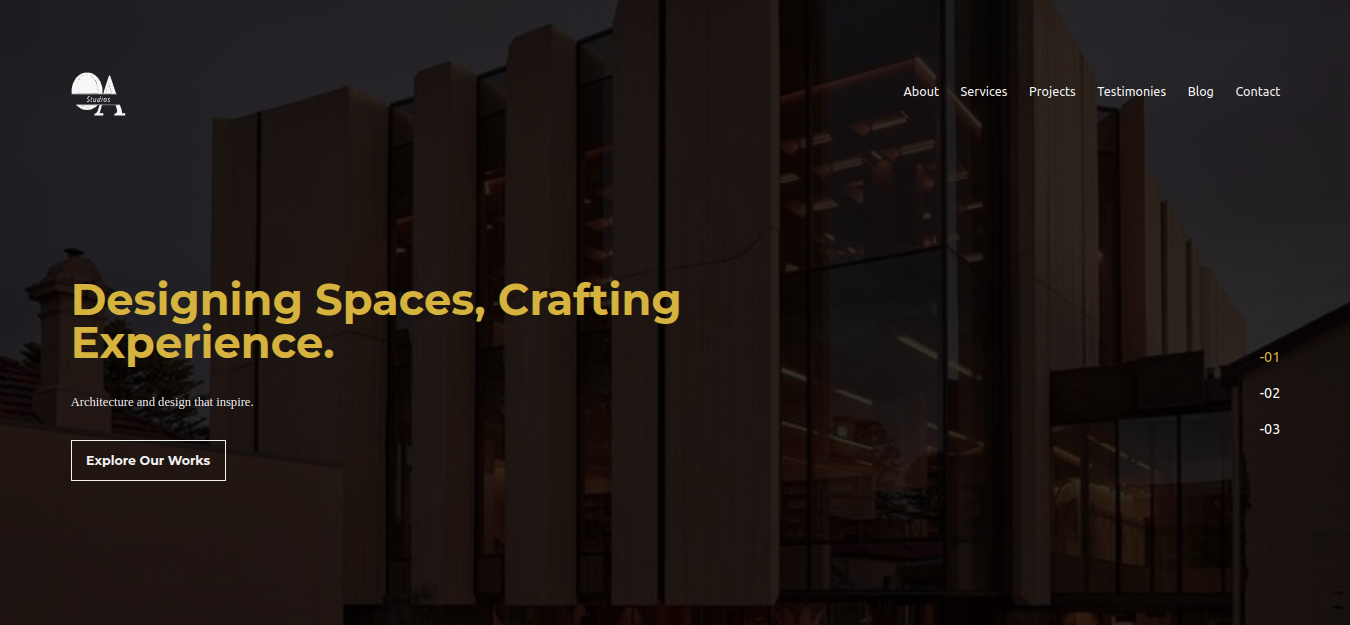 OA
Studios
About Services Projects Testimonies Blog Contact
Designing Spaces, Crafting
Experience.
-01
Architecture and design that inspire.
-02
-03
Explore Our Works